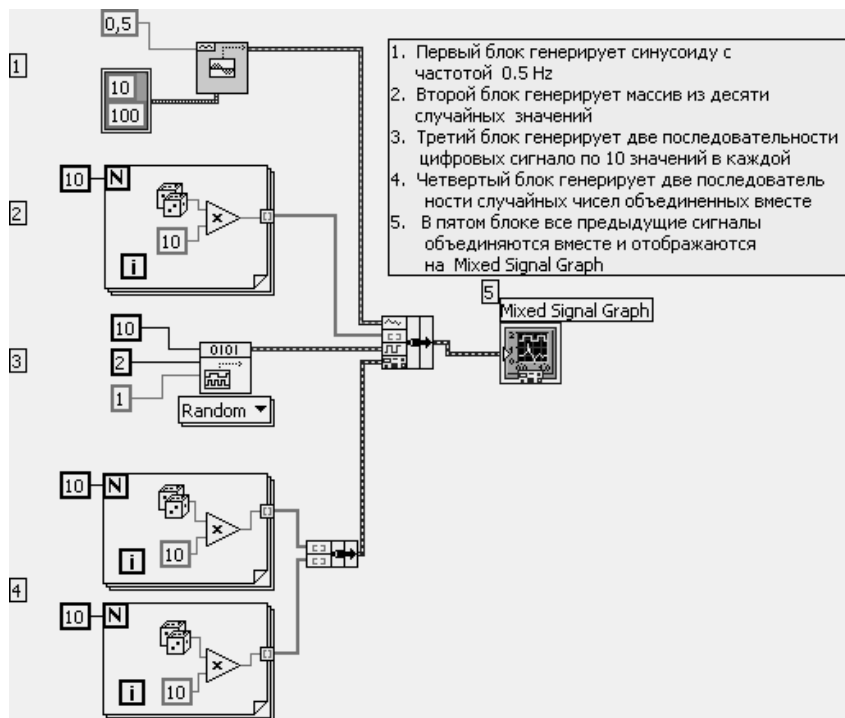 0,5
1
10
100
1. Первый блок генерирует синусоиду с
частотой 0.5 Hz
2. Второй блок генерирует массив из десяти
случайных значений
3. Третий блок генерирует две последовательности
цифровых сигнало по 10 значений в каждой
4. Четвертый блок генерирует две последователь
ности случайных чисел объединенных вместе
5. В пятом блоке все предыдущие сигналы
объединяются вместе и отображаются
на Mixed Signal Graph
10 N
2
10
i
5
Mixed Signal Graph
10
0101
3
2
1
Random
10 N
10
i
4
10 N
10
i